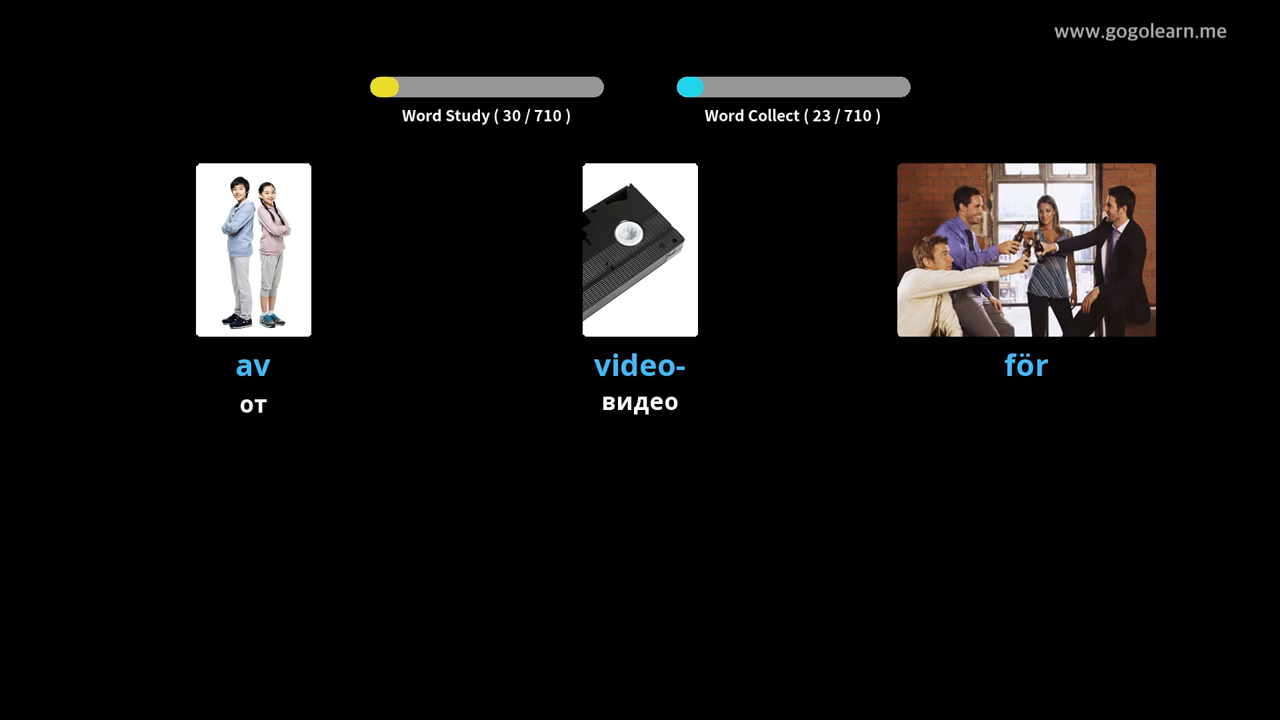 www.gogolearn.me
Word Study ( 30 / 710 )
Word Collect ( 23 / 710 )
av
video-
för
от
видео